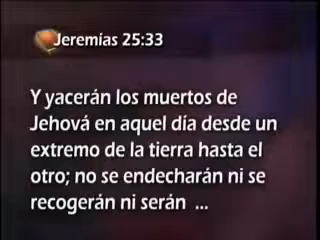 Jeremías 25:33
Y yacerán los muertos de
Jehová en aquel día desde un
extremo de la tierra hasta el
otro; no se endecharán ni se
recogerán ni serán ...